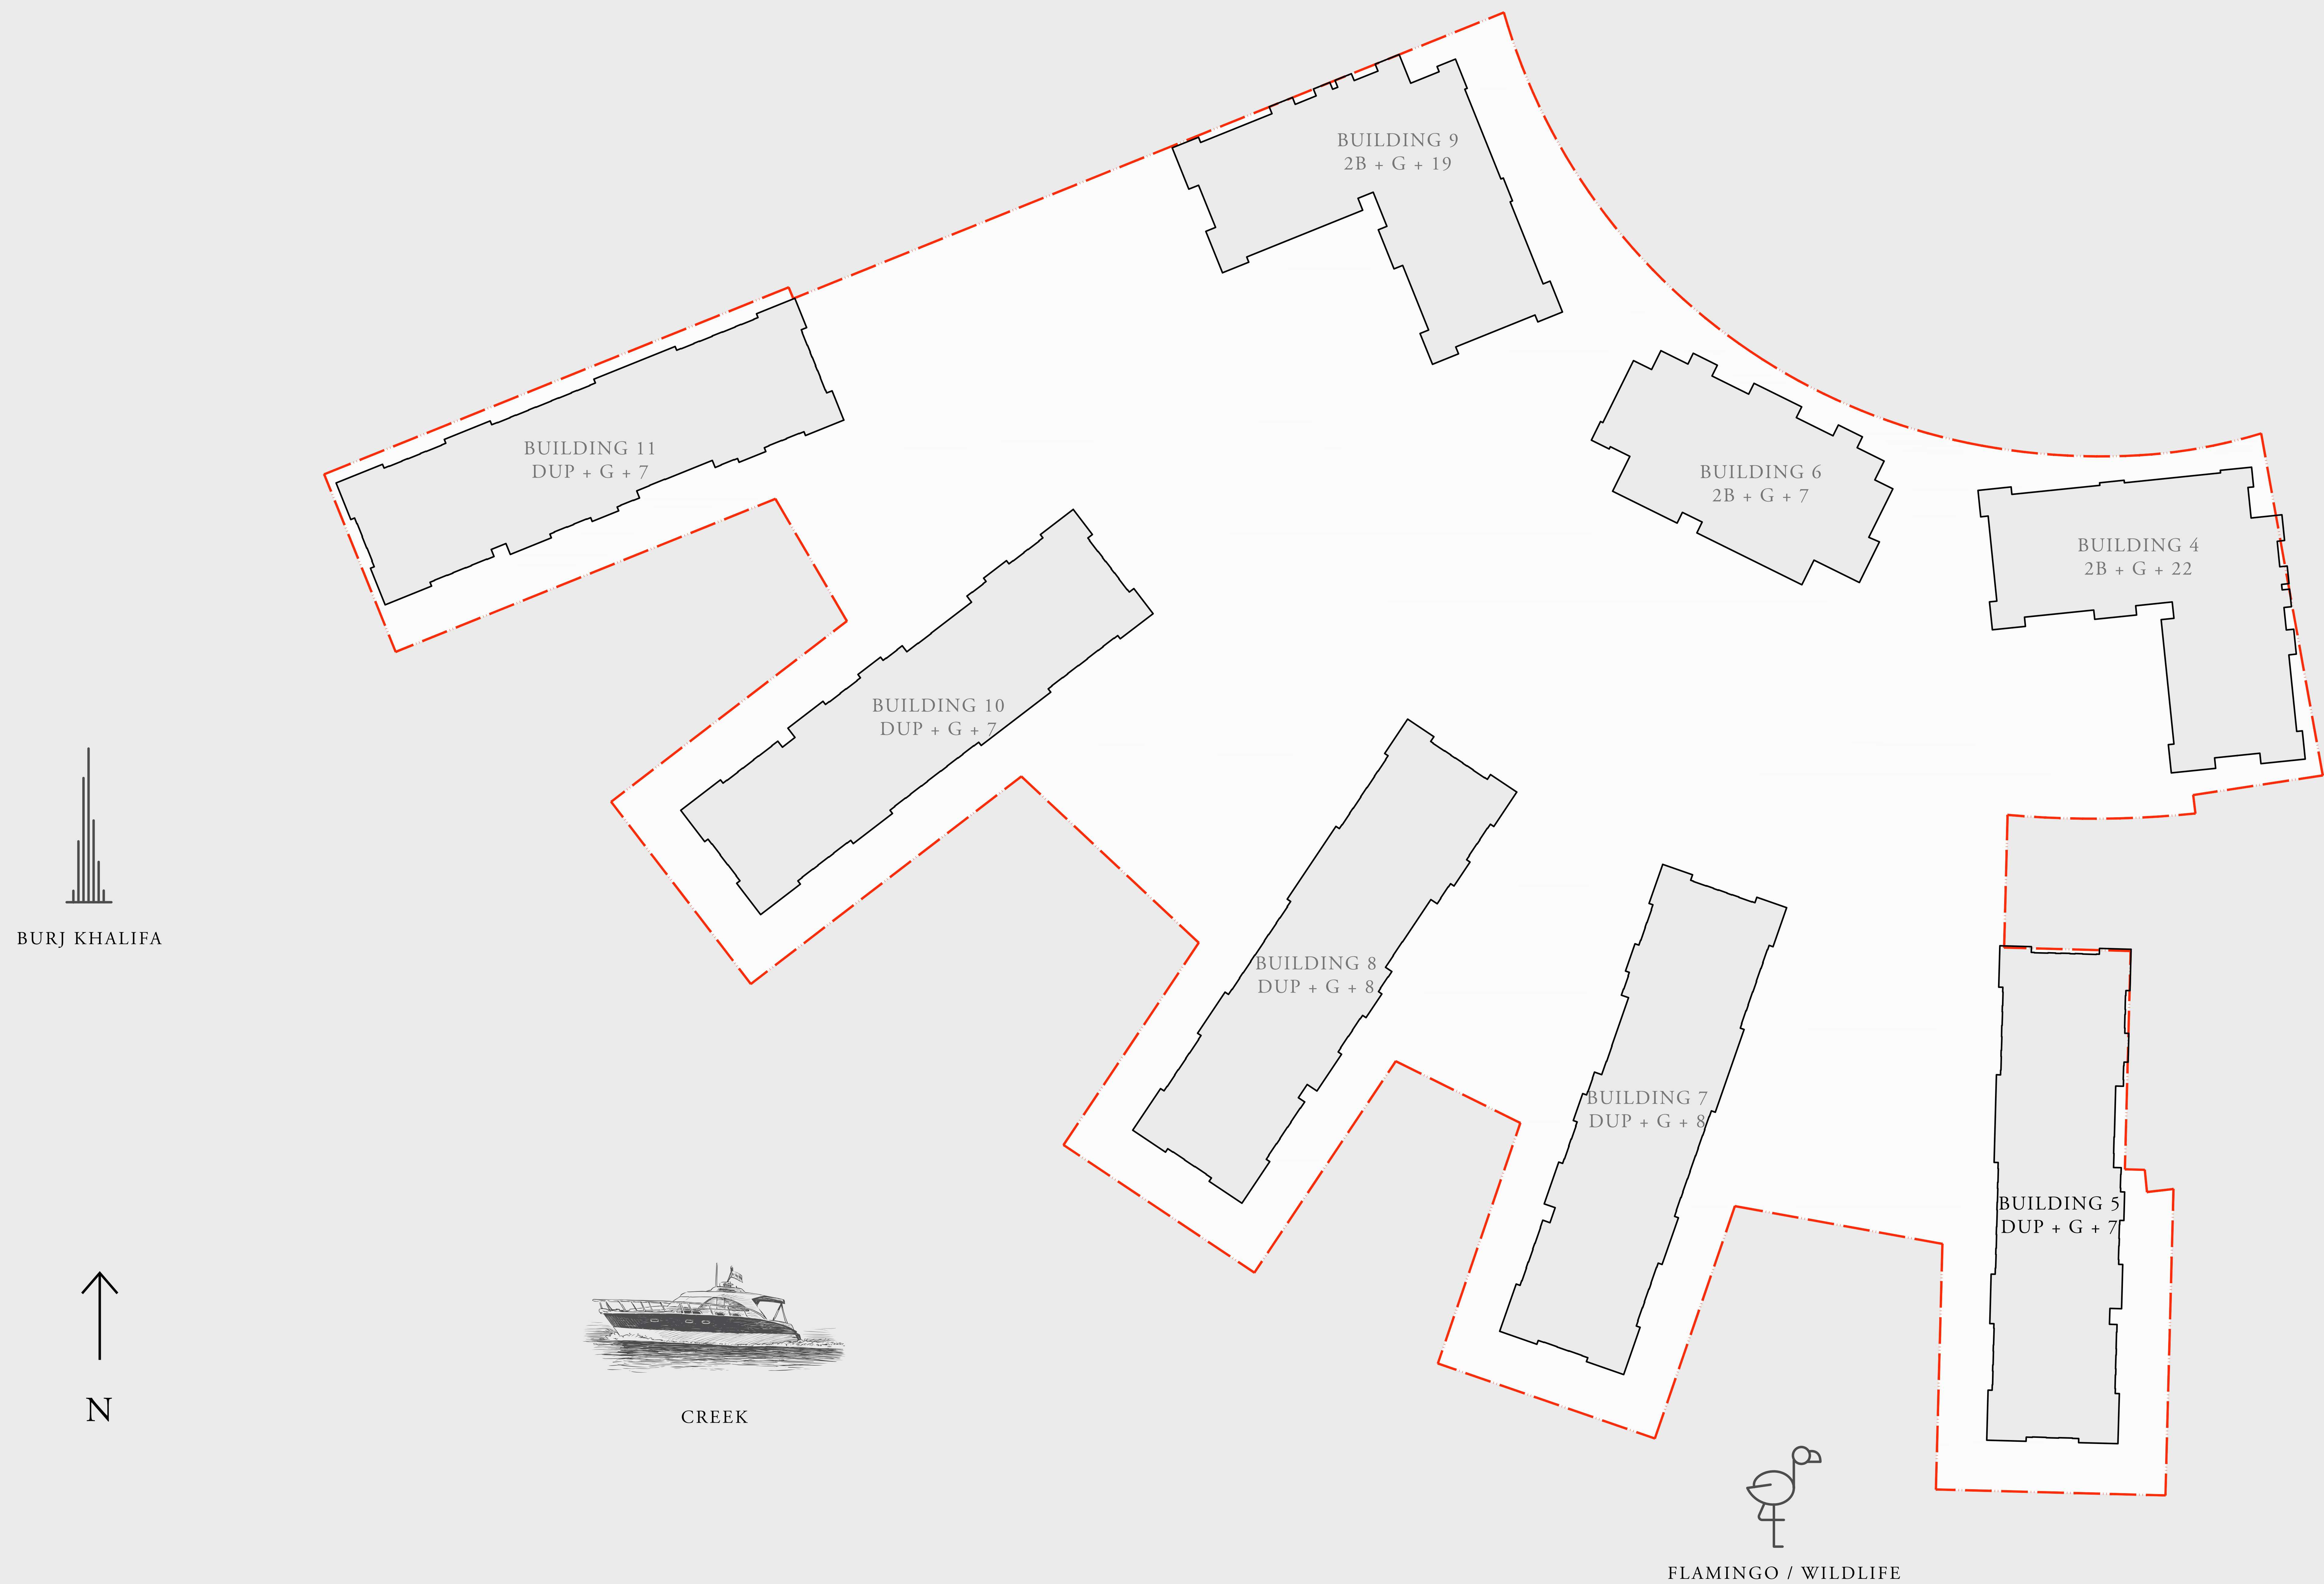 BUILDING 9
2B + G + 19
BUILDING 11
DUP + G + 7
BUILDING 6
2B + G + 7
BUILDING 4
2B + G + 22
BUILDING 10
DUP + G + 7
BUILDING 8
DUP + G + 8
BUILDING 7
DUP + G + 8
BUILDING 5
DUP + G + 7
BURJ KHALIFA
N
CREEK
FLAMINGO / WILDLIFE